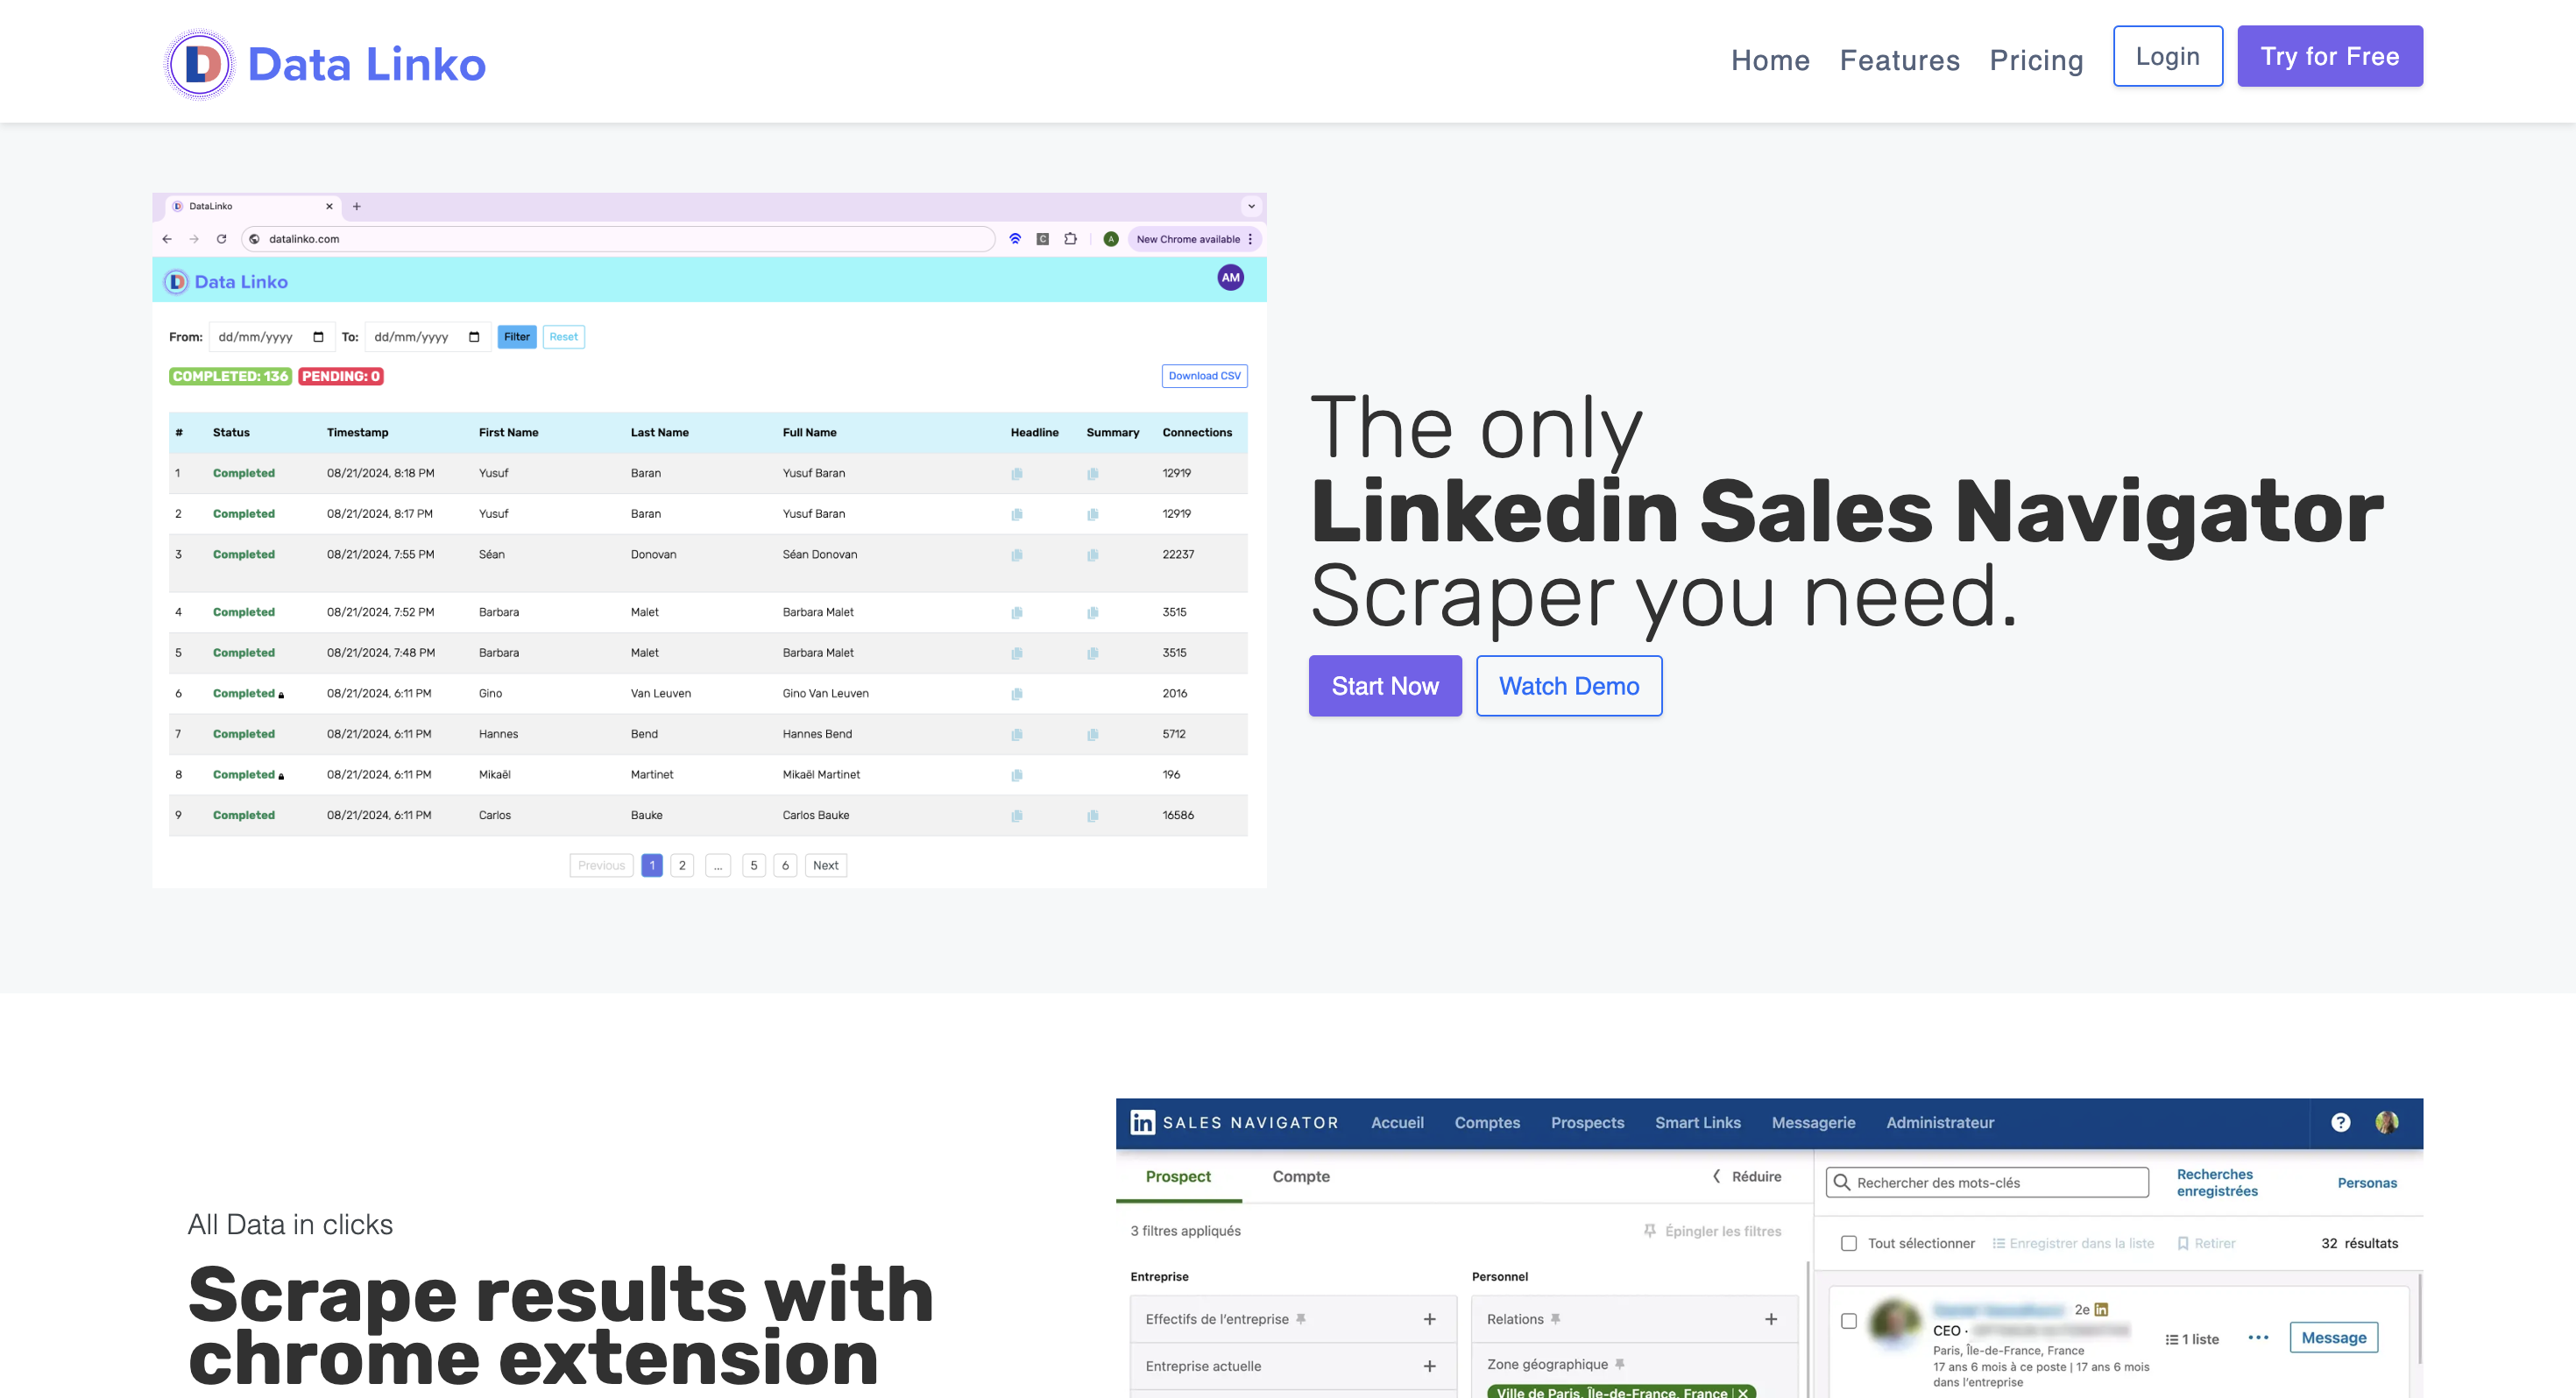 Data Linko
Home Features Pricing Login Try for Free
DataLinko
datalinko.com
A New Chrome available
Data Linko
AM
From: dd/mm/yyyy To: dd/mm/yyyy Filter Reset
COMPLETED: 136 PENDING: 0
Download CSV
# Status Timestamp First Name Last Name Full Name Headline Summary Connections
1 Completed 08/21/2024, 8:18 PM Yusuf Baran Yusuf Baran 12919
2 Completed 08/21/2024, 8:17 PM Yusuf Baran Yusuf Baran 12919
3 Completed 08/21/2024, 7:55 PM Séan Donovan Séan Donovan 22237
4 Completed 08/21/2024, 7:52 PM Barbara Malet Barbara Malet 3515
5 Completed 08/21/2024, 7:48 PM Barbara Malet Barbara Malet 3515
6 Completed 08/21/2024, 6:11 PM Gino Van Leuven Gino Van Leuven 2016
7 Completed 08/21/2024, 6:11 PM Hannes Bend Hannes Bend 5712
8 Completed 08/21/2024, 6:11 PM Mikaël Martinet Mikaël Martinet 196
9 Completed 08/21/2024, 6:11 PM Carlos Bauke Carlos Bauke 16586
Previous 1 2 ... 5 6 Next
The only
Linkedin Sales Navigator
Scraper you need.
Start Now Watch Demo
All Data in clicks
Scrape results with
chrome extension
in SALES NAVIGATOR Accueil Comptes Prospects Smart Links Messagerie Administrateur
Prospect Compte Réduire
3 filtres appliqués Épingler les filtres
Entreprise Personnel
Effectifs de l'entreprise + Relations +
Entreprise actuelle + Zone géographique
Ville de Paris, Île-de-France, France
Rechercher des mots-clés
Recherches
enregistrées
Personas
Tout sélectionner Enregistrer dans la liste Retirer 32 résultats
2e in
CEO ·
Paris, Île-de-France, France
17 ans 6 mois à ce poste | 17 ans 6 mois
dans l'entreprise
1 liste ... Message